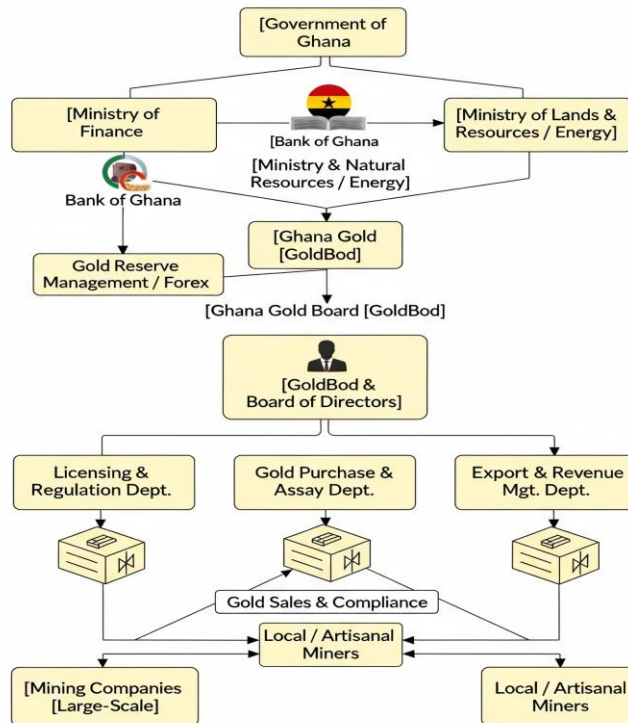 [Government of
Ghana]
[Ministry of
Finance]
[Bank of Ghana
[Ministry of Lands &
Resources / Energy]
[Ministry & Natural
Resources / Energy]
Bank of Ghana
[Ghana Gold
[GoldBod]
Gold Reserve
Management / Forex
[Ghana Gold Board [GoldBod]
[GoldBod &
Board of Directors]
Licensing &
Regulation Dept.
Gold Purchase &
Assay Dept.
Export & Revenue
Mgt. Dept.
Gold Sales & Compliance
Local / Artisanal
Miners
[Mining Companies
[Large-Scale]
Local / Artisanal
Miners